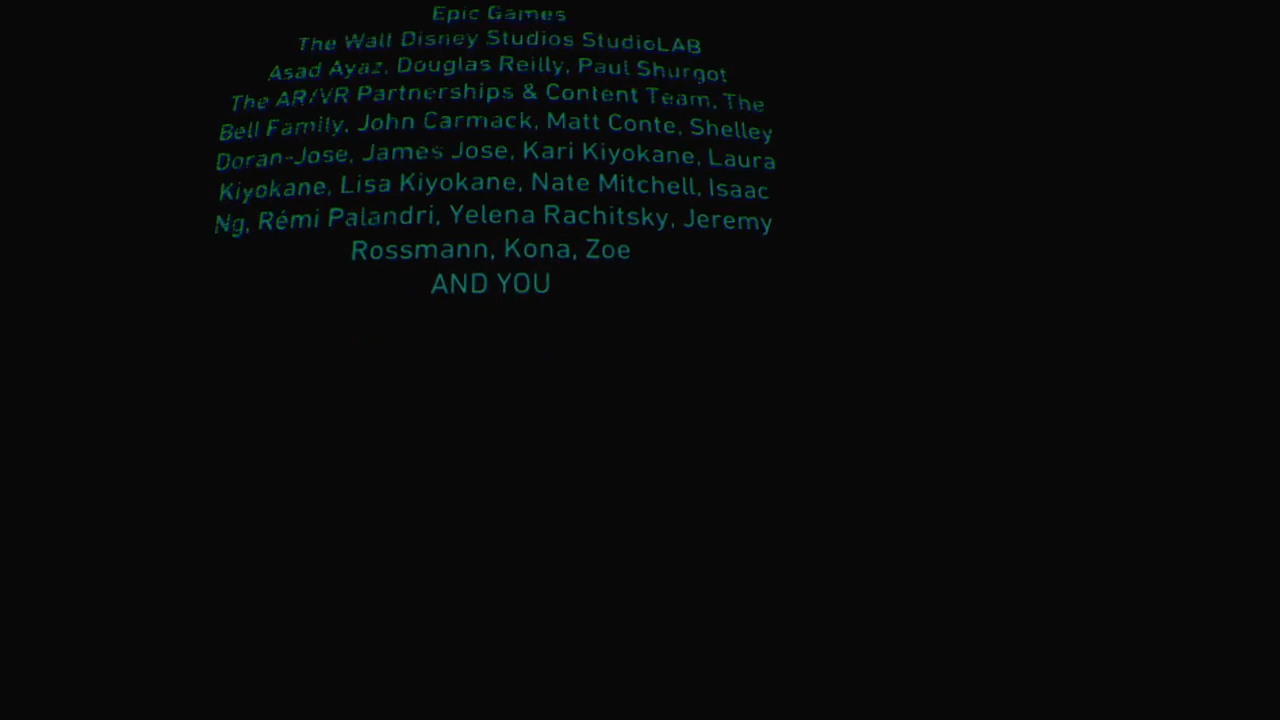 Epic Games
The Walt Disney Studios StudioLAB
Asad Ayaz, Douglas Reilly, Paul Shurgot
The AR/VR Partnerships & Content Team, The
Bell Family, John Carmack, Matt Conte, Shelley
Doran-Jose, James Jose, Kari Kiyokane, Laura
Kiyokane, Lisa Kiyokane, Nate Mitchell, Isaac
Ng, Rémi Palandri, Yelena Rachitsky, Jeremy
Rossmann, Kona, Zoe
AND YOU